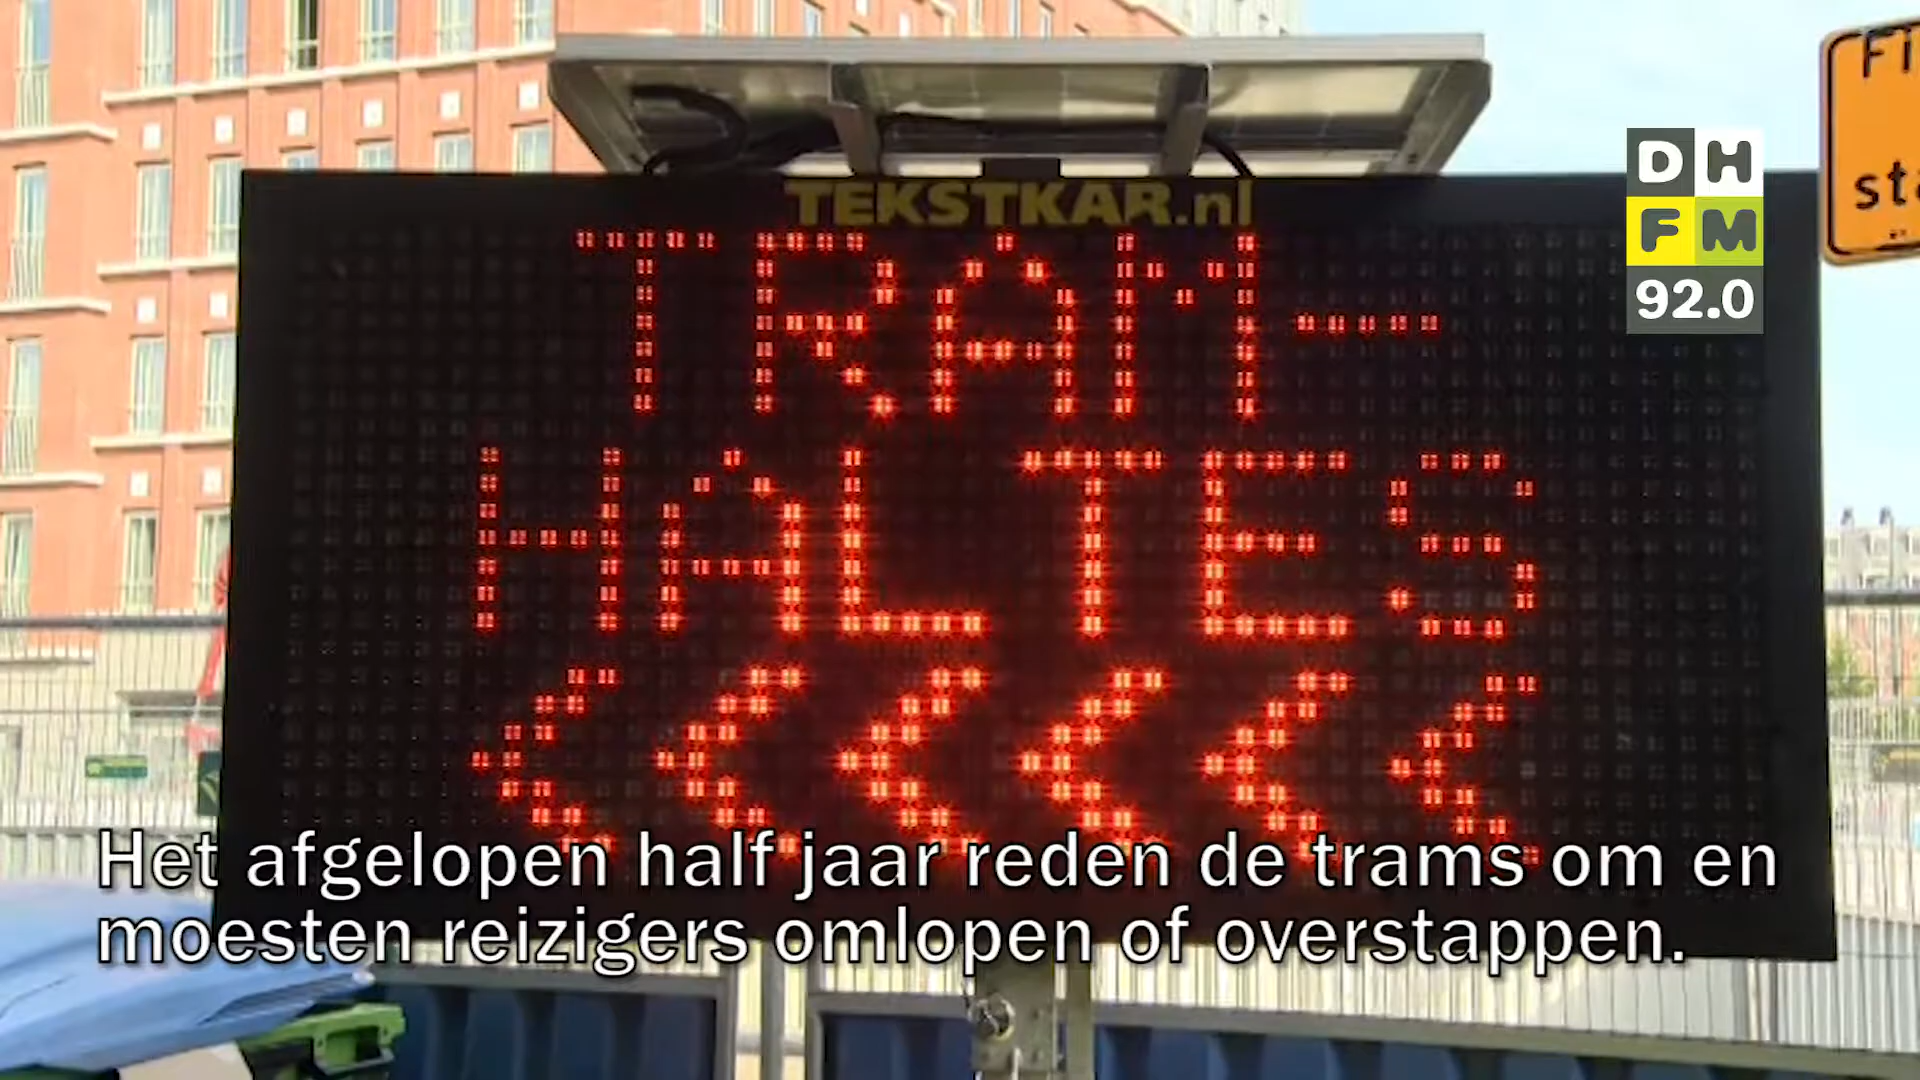 TEKSTKAR.nl
TRAM-
HALTES
<<<<<<
DH
FM
92.0
Het afgelopen half jaar reden de trams om en
moesten reizigers omlopen of overstappen.